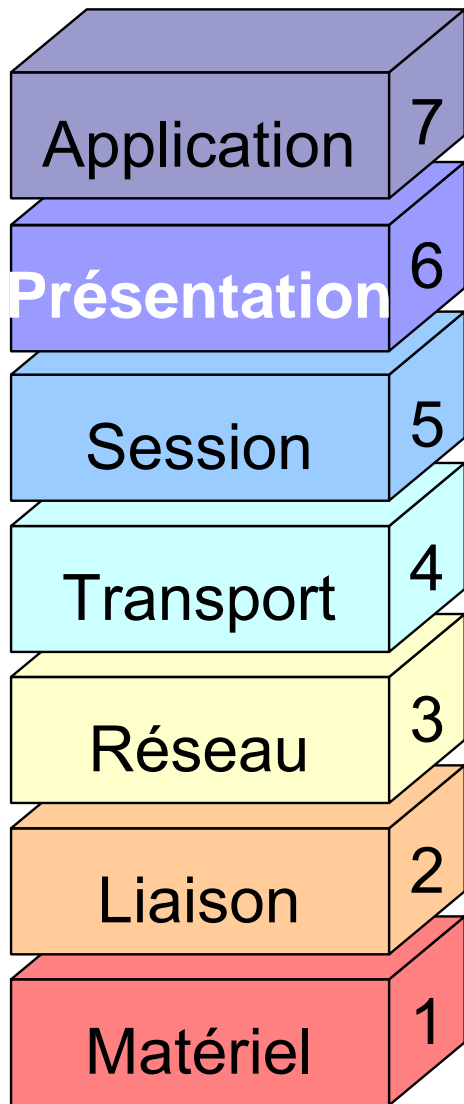 Application 7
Présentation 6
Session 5
Transport 4
Réseau 3
Liaison 2
Matériel 1